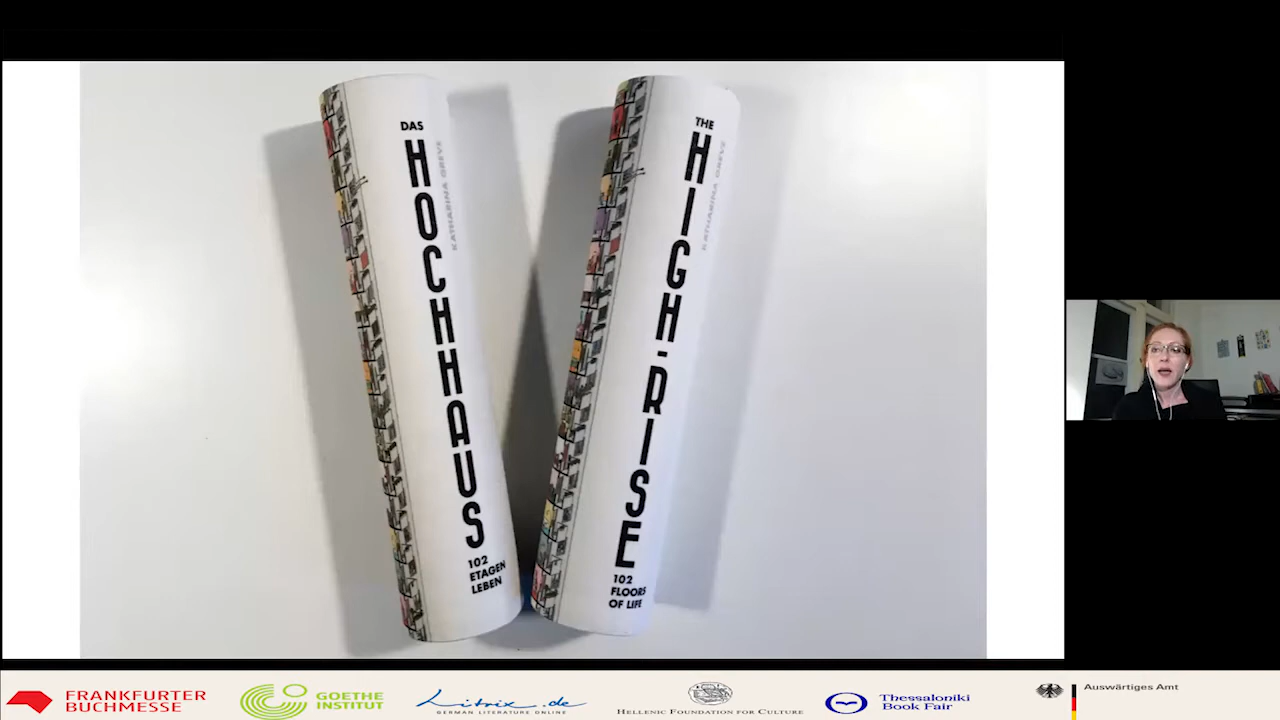 DAS
HOCHHAUS
KATHARINA GREVE
102
ETAGEN
LEBEN
THE
HIGH-RISE
KATHARINA GREVE
102
FLOORS
OF LIFE
FRANKFURTER
BUCHMESSE
GOETHE
INSTITUT
Litrix.de
GERMAN LITERATURE ONLINE
HELLENIC FOUNDATION FOR CULTURE
Thessaloniki
Book Fair
Auswärtiges Amt